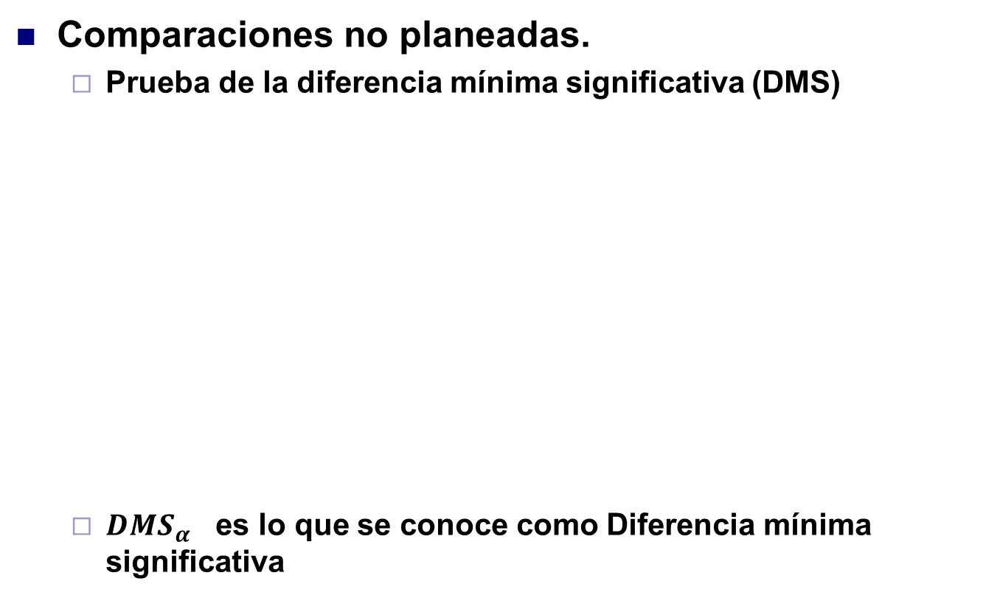 Comparaciones no planeadas.
Prueba de la diferencia mínima significativa (DMS)
𝑫𝑴𝑺𝜶 es lo que se conoce como Diferencia mínima
significativa